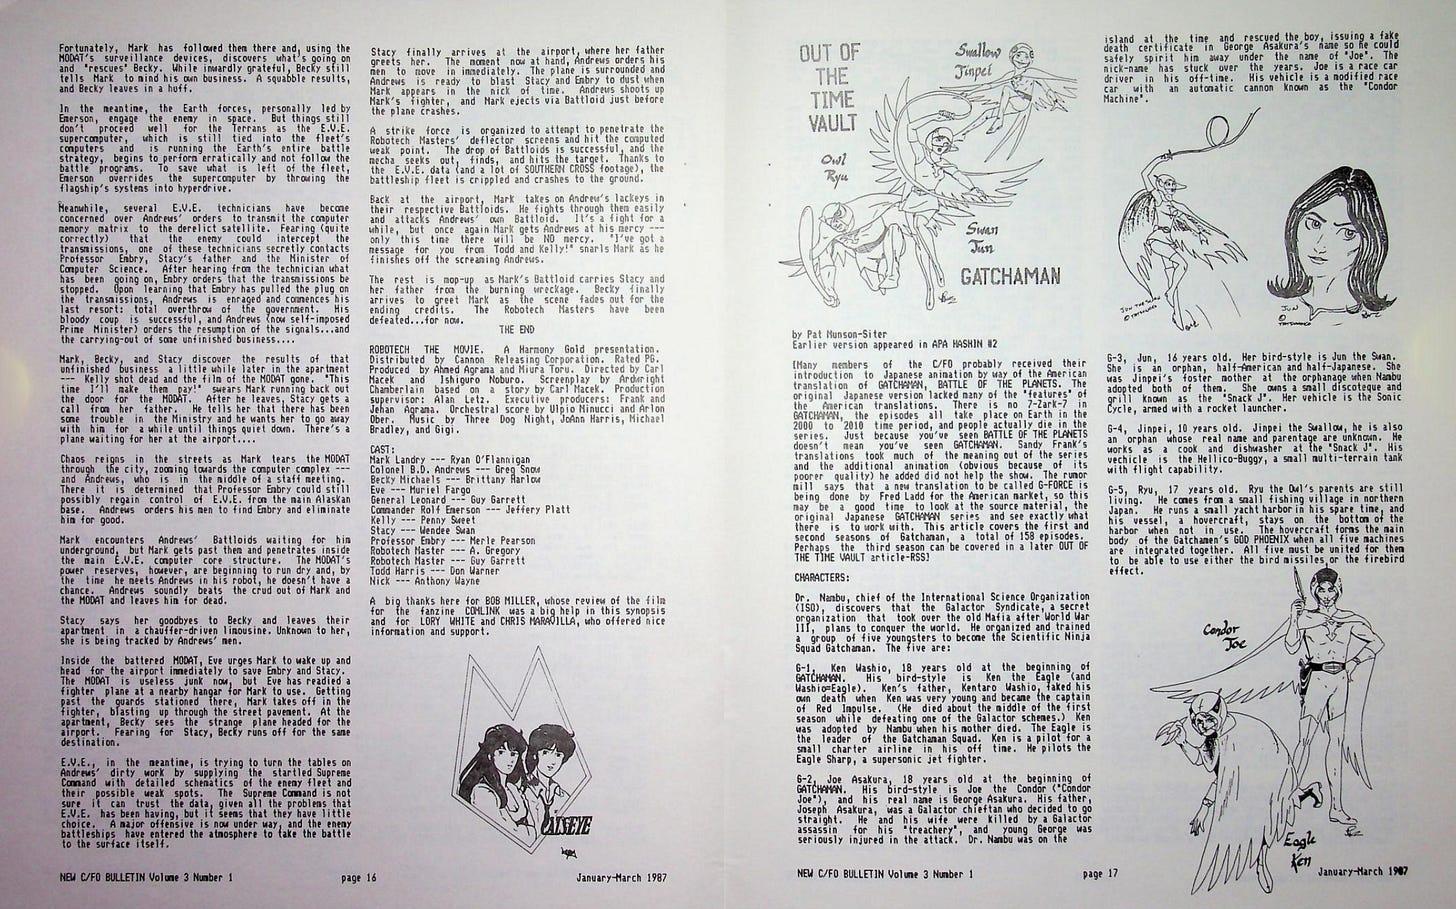 Fortunately, Mark has followed them there and, using the
MODAT's surveillance devices, discovers what's going on
and "rescues" Becky. While inwardly grateful, Becky still
tells Mark to mind his own business. A squabble results,
and Becky leaves in a huff.
In the meantime, the Earth forces, personally led by
Emerson, engage the enemy in space. But things still
don't proceed well for the Terrans as the E.V.E.
supercomputer, which is still tied into the fleet's
computers and is running the Earth's entire battle
strategy, begins to perform erratically and not follow the
battle programs. To save what is left of the fleet,
Emerson overrides the supercomputer by throwing the
flagship's systems into hyperdrive.
Meanwhile, several E.V.E. technicians have become
concerned over Andrews' orders to transmit the computer
memory matrix to the derelict satellite. Fearing (quite
correctly) that the enemy could intercept the
transmissions, one of these technicians secretly contacts
Professor Embry, Stacy's father and the Minister of
Computer Science. After hearing from the technician what
has been going on, Embry orders that the transmissions be
stopped. Upon learning that Embry has pulled the plug on
the transmissions, Andrews is enraged and commences his
last resort: total overthrow of the government. His
bloody coup is successful, and Andrews (now self-imposed
Prime Minister) orders the resumption of the signals...and
the carrying-out of some unfinished business....
Mark, Becky, and Stacy discover the results of that
unfinished business a little while later in the apartment
--- Kelly shot dead and the film of the MODAT gone. "This
time I'll make them pay!" swears Mark running back out
the door for the MODAT. After he leaves, Stacy gets a
call from her father. He tells her that there has been
some trouble in the Ministry and he wants her to go away
with him for a while until things quiet down. There's a
plane waiting for her at the airport....
Chaos reigns in the streets as Mark tears the MODAT
through the city, zooming towards the computer complex ---
and Andrews, who is in the middle of a staff meeting.
There it is determined that Professor Embry could still
possibly regain control of E.V.E. from the main Alaskan
base. Andrews orders his men to find Embry and eliminate
him for good.
Mark encounters Andrews' Battloids waiting for him
underground, but Mark gets past them and penetrates inside
the main E.V.E. computer core structure. The MODAT's
power reserves, however, are beginning to run dry and, by
the time he meets Andrews in his robot, he doesn't have a
chance. Andrews soundly beats the crud out of Mark and
the MODAT and leaves him for dead.
Stacy says her goodbyes to Becky and leaves their
apartment in a chauffer-driven limousine. Unknown to her,
she is being tracked by Andrews' men.
Inside the battered MODAT, Eve urges Mark to wake up and
head for the airport immediately to save Embry and Stacy.
The MODAT is useless junk now, but Eve has readied a
fighter plane at a nearby hangar for Mark to use. Getting
past the guards stationed there, Mark takes off in the
fighter, blasting up through the street pavement. At the
apartment, Becky sees the strange plane headed for the
airport. Fearing for Stacy, Becky runs off for the same
destination.
E.V.E., in the meantime, is trying to turn the tables on
Andrews' dirty work by supplying the startled Supreme
Command with detailed schematics of the enemy fleet and
their possible weak spots. The Supreme Command is not
sure it can trust the data, given all the problems that
E.V.E. has been having, but it seems that they have little
choice. A major offensive is now under way, and the enemy
battleships have entered the atmosphere to take the battle
to the surface itself.
Stacy finally arrives at the airport, where her father
greets her. The moment now at hand, Andrews orders his
men to move in immediately. The plane is surrounded and
Andrews is ready to blast Stacy and Embry to dust when
Mark appears in the nick of time. Andrews shoots up
Mark's fighter, and Mark ejects via Battloid just before
the plane crashes.
A strike force is organized to attempt to penetrate the
Robotech Masters' deflector screens and hit the computed
weak point. The drop of Battloids is successful, and the
mecha seeks out, finds, and hits the target. Thanks to
the E.V.E. data (and a lot of SOUTHERN CROSS footage), the
battleship fleet is crippled and crashes to the ground.
Back at the airport, Mark takes on Andrew's lackeys in
their respective Battloids. He fights through them easily
and attacks Andrews' own Battloid. It's a fight for a
while, but once again Mark gets Andrews at his mercy ---
only this time there will be NO mercy. "I've got a
message for you from Todd and Kelly!" snarls Mark as he
finishes off the screaming Andrews.
The rest is mop-up as Mark's Battloid carries Stacy and
her father from the burning wreckage. Becky finally
arrives to greet Mark as the scene fades out for the
ending credits. The Robotech Masters have been
defeated...for now.
THE END
ROBOTECH THE MOVIE. A Harmony Gold presentation.
Distributed by Cannon Releasing Corporation. Rated PG.
Produced by Ahmed Agrama and Miura Toru. Directed by Carl
Macek and Ishiguro Noburo. Screenplay by Ardwright
Chamberlain based on a story by Carl Macek. Production
supervisor: Alan Letz. Executive producers: Frank and
Jehan Agrama. Orchestral score by Ulpio Minucci and Arlon
Ober. Music by Three Dog Night, JoAnn Harris, Michael
Bradley, and Gigi.
CAST:
Mark Landry --- Ryan O'Flannigan
Colonel B.D. Andrews --- Greg Snow
Becky Michaels --- Brittany Harlow
Eve --- Muriel Fargo
General Leonard --- Guy Garrett
Commander Rolf Emerson --- Jeffery Platt
Kelly --- Penny Sweet
Stacy --- Wendee Swan
Professor Embry --- Merle Pearson
Robotech Master --- A. Gregory
Robotech Master --- Guy Garrett
Todd Harris --- Don Warner
Nick --- Anthony Wayne
A big thanks here for BOB MILLER, whose review of the film
for the fanzine COMLINK was a big help in this synopsis
and for LORY WHITE and CHRIS MARAVILLA, who offered nice
information and support.
CAT'S EYE
NEW C/FO BULLETIN Volume 3 Number 1
page 16
January-March 1987
OUT OF
THE
TIME
VAULT
Swallow
Jinpei
Owl
Ryu
Swan
Jun
GATCHAMAN
by Pat Munson-Siter
Earlier version appeared in APA HASHIN #2
[Many members of the C/FO probably received their
introduction to Japanese animation by way of the American
translation of GATCHAMAN, BATTLE OF THE PLANETS. The
original Japanese version lacked many of the "features" of
the American translations. There is no 7-Zark-7 in
GATCHAMAN, the episodes all take place on Earth in the
2000 to 2010 time period, and people actually die in the
series. Just because you've seen BATTLE OF THE PLANETS
doesn't mean you've seen GATCHAMAN. Sandy Frank's
translations took much of the meaning out of the series
and the additional animation (obvious because of its
poorer quality) he added did not help the show. The rumor
mill says that a new translation to be called G-FORCE is
being done by Fred Ladd for the American market, so this
may be a good time to look at the source material, the
original Japanese GATCHAMAN series and see exactly what
there is to work with. This article covers the first and
second seasons of Gatchaman, a total of 158 episodes.
Perhaps the third season can be covered in a later OUT OF
THE TIME VAULT article-RSS]
CHARACTERS:
Dr. Nambu, chief of the International Science Organization
(ISO), discovers that the Galactor Syndicate, a secret
organization that took over the old Mafia after World War
III, plans to conquer the world. He organized and trained
a group of five youngsters to become the Scientific Ninja
Squad Gatchaman. The five are:
G-1, Ken Washio, 18 years old at the beginning of
GATCHAMAN. His bird-style is Ken the Eagle (and
Washio=Eagle). Ken's father, Kentaro Washio, faked his
own death when Ken was very young and became the captain
of Red Impulse. (He died about the middle of the first
season while defeating one of the Galactor schemes.) Ken
was adopted by Nambu when his mother died. The Eagle is
the leader of the Gatchaman Squad. Ken is a pilot for a
small charter airline in his off time. He pilots the
Eagle Sharp, a supersonic jet fighter.
G-2, Joe Asakura, 18 years old at the beginning of
GATCHAMAN. His bird-style is Joe the Condor ("Condor
Joe"), and his real name is George Asakura. His father,
Joseph Asakura, was a Galactor chieftan who decided to go
straight. He and his wife were killed by a Galactor
assassin for his "treachery", and young George was
seriously injured in the attack. Dr. Nambu was on the
island at the time and rescued the boy, issuing a fake
death certificate in George Asakura's name so he could
safely spirit him away under the name of "Joe". The
nick-name has stuck over the years. Joe is a race car
driver in his off-time. His vehicle is a modified race
car with an automatic cannon known as the "Condor
Machine".
JUN THE SWAN
JUN
G-3, Jun, 16 years old. Her bird-style is Jun the Swan.
She is an orphan, half-American and half-Japanese. She
was Jinpei's foster mother at the orphanage when Nambu
adopted both of them. She owns a small discoteque and
grill known as the "Snack J". Her vehicle is the Sonic
Cycle, armed with a rocket launcher.
G-4, Jinpei, 10 years old. Jinpei the Swallow, he is also
an orphan whose real name and parentage are unknown. He
works as a cook and dishwasher at the "Snack J". His
vechicle is the Hellico-Buggy, a small multi-terrain tank
with flight capability.
G-5, Ryu, 17 years old. Ryu the Owl's parents are still
living. He comes from a small fishing village in northern
Japan. He runs a small yacht harbor in his spare time, and
his vessel, a hovercraft, stays on the bottom of the
harbor when not in use. The hovercraft forms the main
body of the Gatchamen's GOD PHOENIX when all five machines
are integrated together. All five must be united for them
to be able to use either the bird missiles or the firebird
effect.
Condor
Joe
Eagle
Ken
NEW C/FO BULLETIN Volume 3 Number 1
page 17
January-March 1987